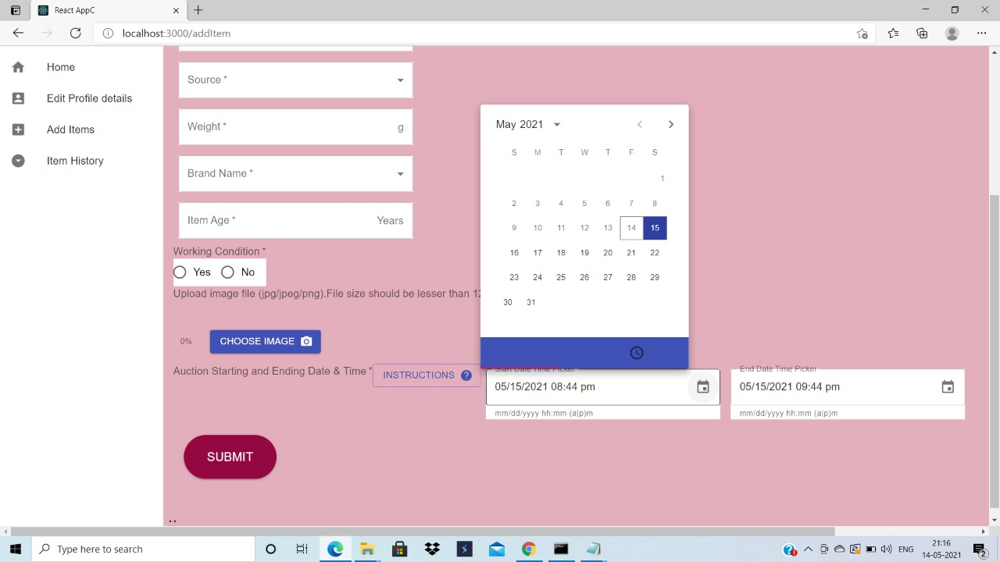 React AppC
localhost:3000/addItem
Home
Edit Profile details
Add Items
Item History
Source *
Weight *
g
Brand Name *
Item Age *
Years
Working Condition *
Yes
No
Upload image file (jpg/jpeg/png).File size should be lesser than
0%
CHOOSE IMAGE
Auction Starting and Ending Date & Time *
INSTRUCTIONS
May 2021
S M T W T F S
1
2 3 4 5 6 7 8
9 10 11 12 13 14 15
16 17 18 19 20 21 22
23 24 25 26 27 28 29
30 31
Start Date Time Picker
05/15/2021 08:44 pm
mm/dd/yyyy hh:mm (a|p)m
End Date Time Picker
05/15/2021 09:44 pm
mm/dd/yyyy hh:mm (a|p)m
SUBMIT
..
Type here to search
ENG
21:16
14-05-2021
2